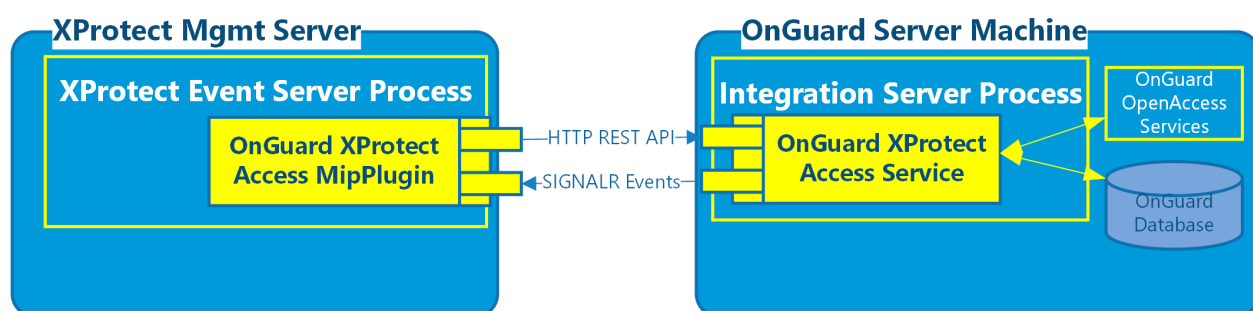 XProtect Mgmt Server
XProtect Event Server Process
OnGuard XProtect
Access MipPlugin
HTTP REST API
SIGNALR Events
OnGuard Server Machine
Integration Server Process
OnGuard XProtect
Access Service
OnGuard
OpenAccess
Services
OnGuard
Database